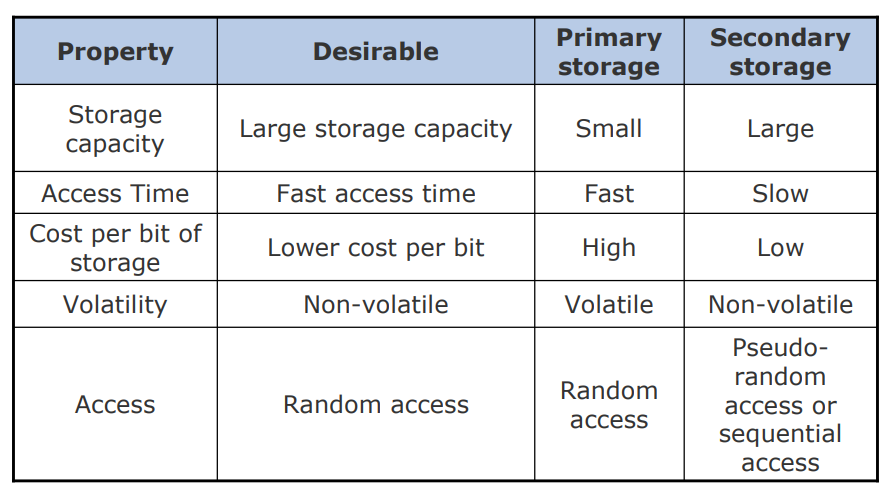 Property Desirable Primary storage Secondary storage
Storage capacity Large storage capacity Small Large
Access Time Fast access time Fast Slow
Cost per bit of storage Lower cost per bit High Low
Volatility Non-volatile Volatile Non-volatile
Access Random access Random access Pseudo-random access or sequential access